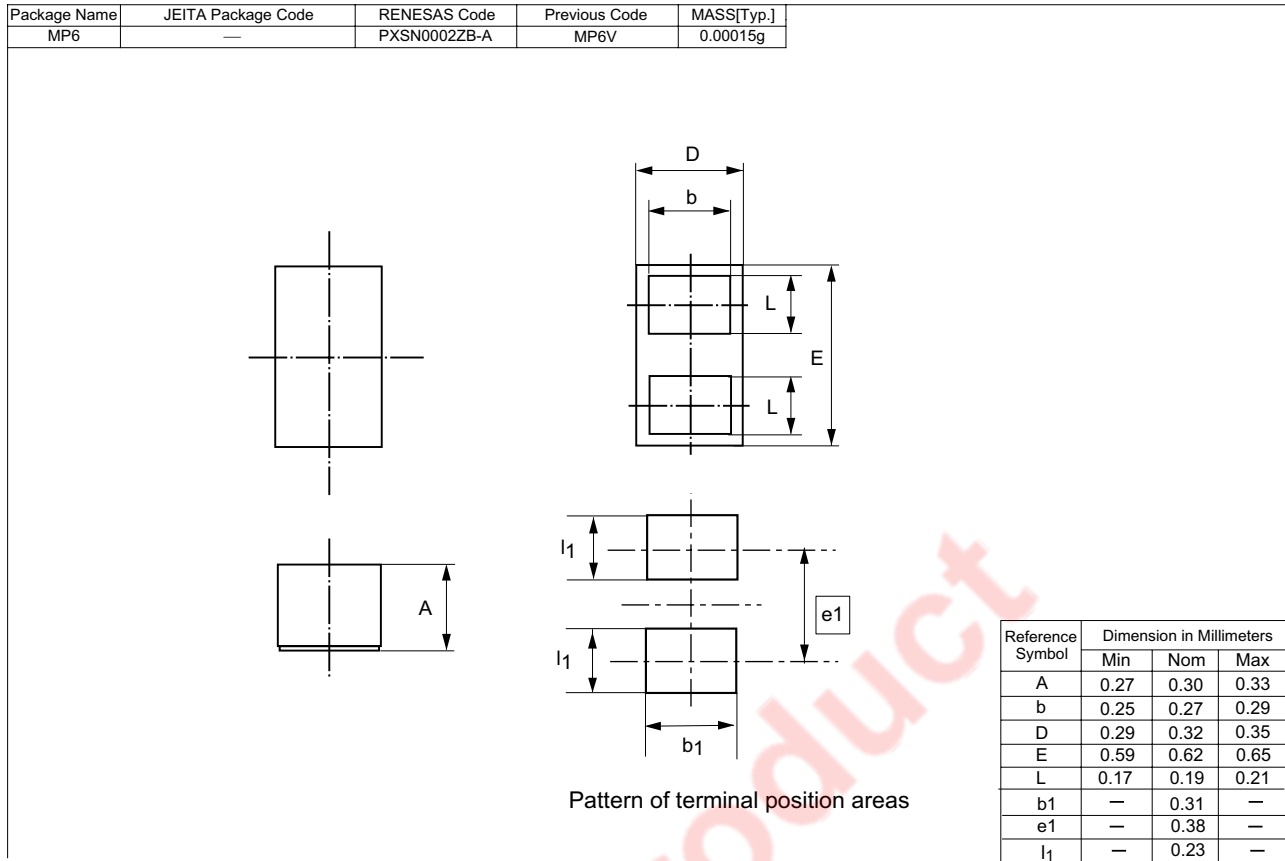 Package Name JEITA Package Code RENESAS Code Previous Code MASS[Typ.]
MP6 — PXSN0002ZB-A MP6V 0.00015g
D
b
L
E
L
l1
A
e1
l1
b1
Pattern of terminal position areas
Reference Symbol Dimension in Millimeters
Min Nom Max
A 0.27 0.30 0.33
b 0.25 0.27 0.29
D 0.29 0.32 0.35
E 0.59 0.62 0.65
L 0.17 0.19 0.21
b1 — 0.31 —
e1 — 0.38 —
l1 — 0.23 —
oduct